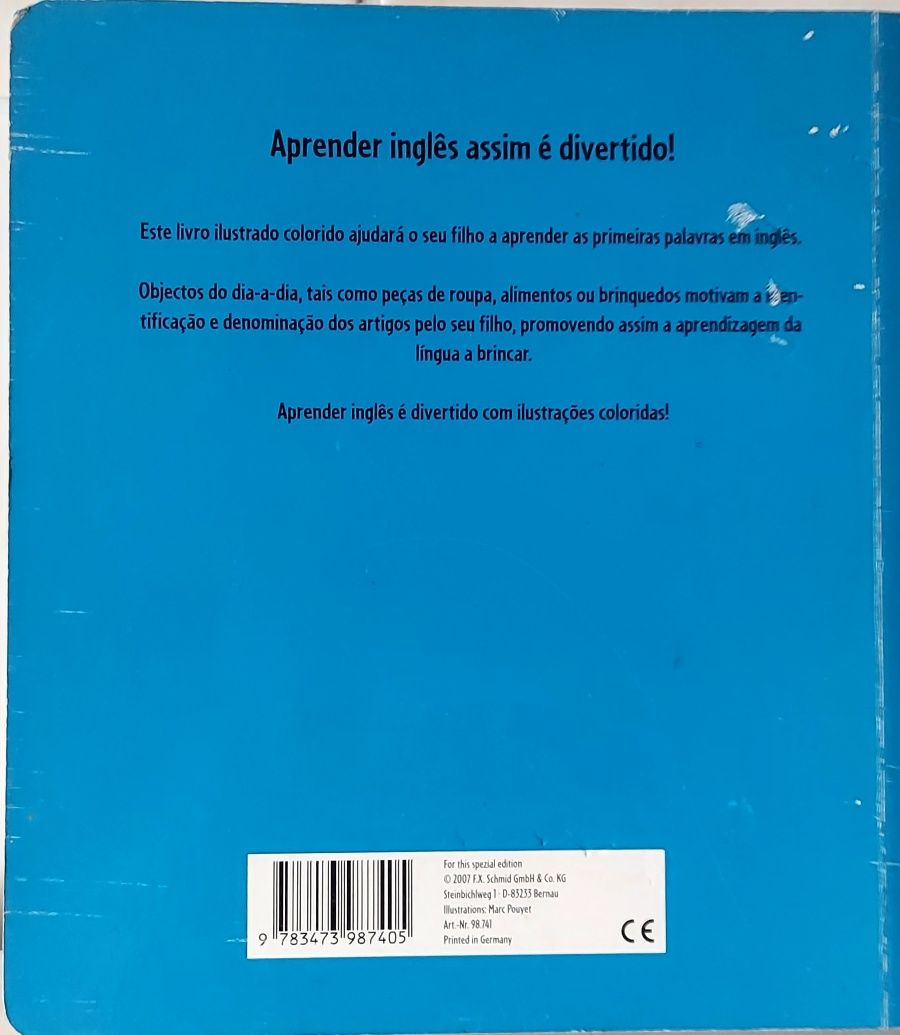 Aprender inglês assim é divertido!
Este livro ilustrado colorido ajudará o seu filho a aprender as primeiras palavras em inglês.
Objectos do dia-a-dia, tais como peças de roupa, alimentos ou brinquedos motivam a iden-
tificação e denominação dos artigos pelo seu filho, promovendo assim a aprendizagem da
língua a brincar.
Aprender inglês é divertido com ilustrações coloridas!
For this spezial edition
© 2007 F.X. Schmid GmbH & Co. KG
Steinbichlweg 1 · D-83233 Bernau
Illustrations: Marc Pouyet
Art.-Nr. 98.741
Printed in Germany
9 783473 987405
CE